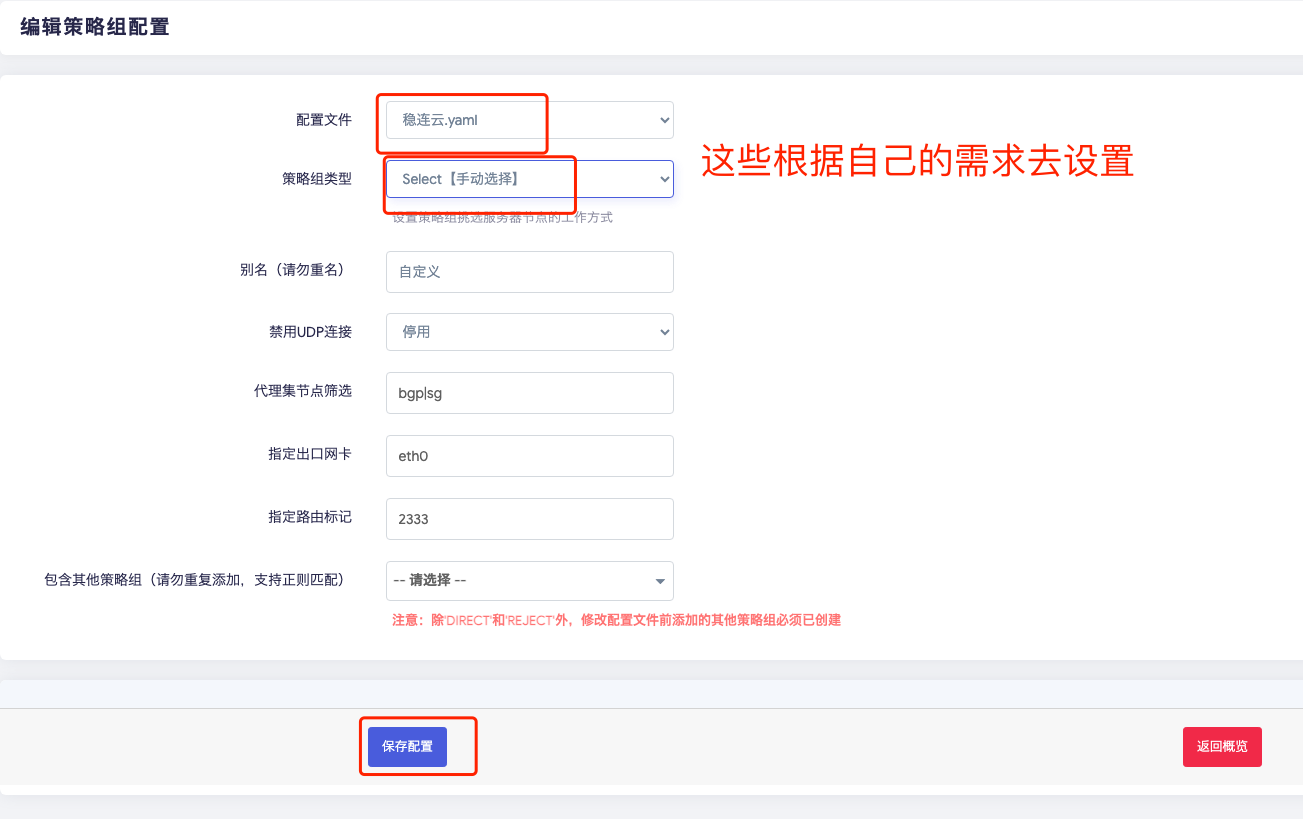 编辑策略组配置
配置文件
稳连云.yaml
这些根据自己的需求去设置
策略组类型
Select【手动选择】
设置策略组挑选服务器节点的工作方式
别名（请勿重名）
自定义
禁用UDP连接
停用
代理集节点筛选
bgp|sg
指定出口网卡
eth0
指定路由标记
2333
包含其他策略组（请勿重复添加，支持正则匹配）
-- 请选择 --
注意：除'DIRECT'和'REJECT'外，修改配置文件前添加的其他策略组必须已创建
保存配置
返回概览